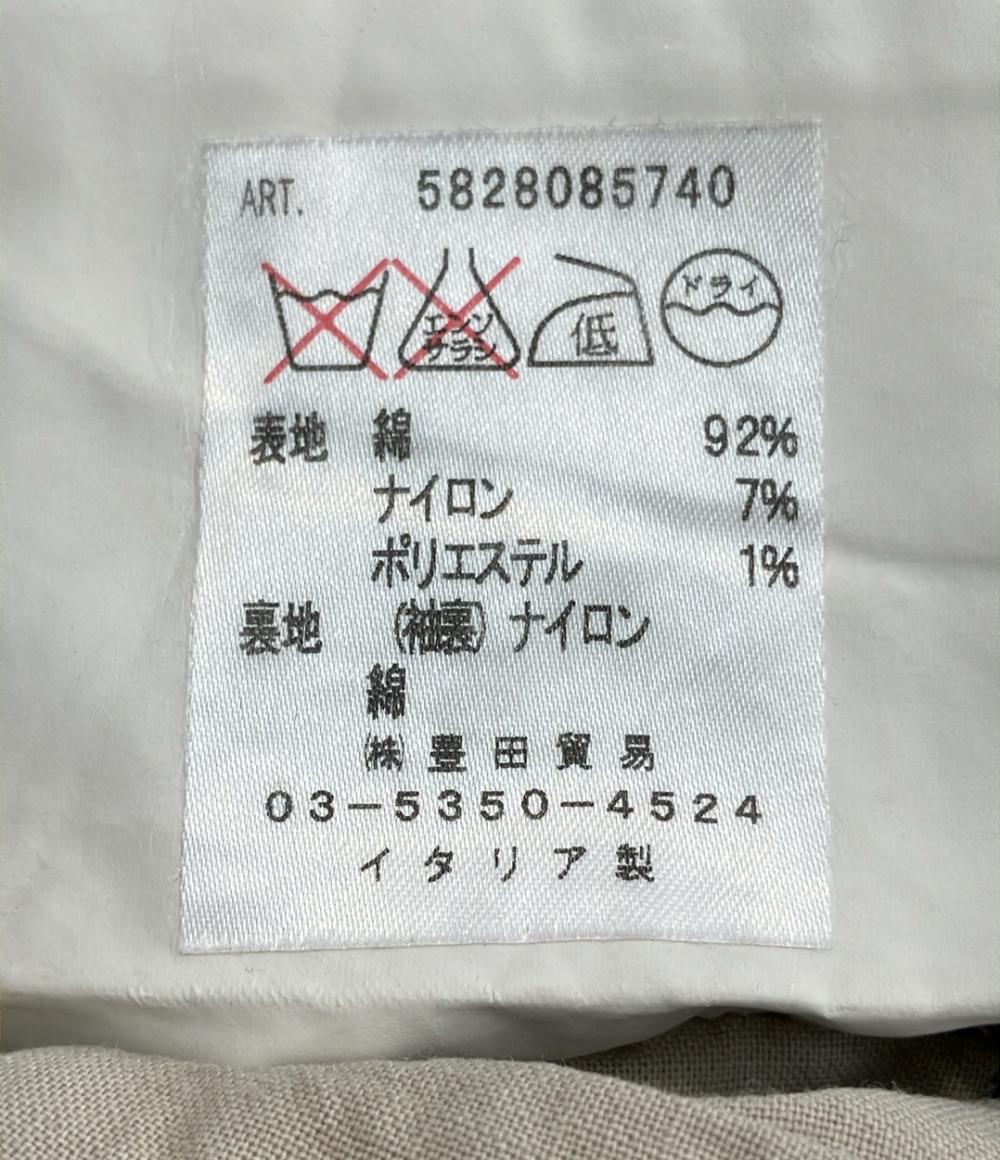 ART. 5828085740
エンソ サラシ 低 ドライ
表地 綿 92%
ナイロン 7%
ポリエステル 1%
裏地 (袖裏) ナイロン
綿
㈱豊田貿易
03-5350-4524
イタリア製